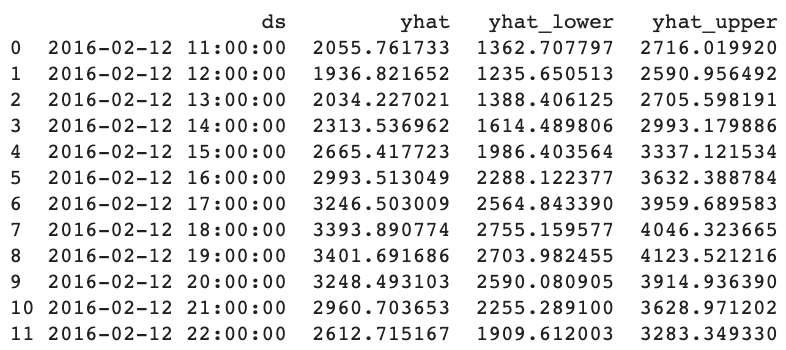 ds yhat yhat_lower yhat_upper
0 2016-02-12 11:00:00 2055.761733 1362.707797 2716.019920
1 2016-02-12 12:00:00 1936.821652 1235.650513 2590.956492
2 2016-02-12 13:00:00 2034.227021 1388.406125 2705.598191
3 2016-02-12 14:00:00 2313.536962 1614.489806 2993.179886
4 2016-02-12 15:00:00 2665.417723 1986.403564 3337.121534
5 2016-02-12 16:00:00 2993.513049 2288.122377 3632.388784
6 2016-02-12 17:00:00 3246.503009 2564.843390 3959.689583
7 2016-02-12 18:00:00 3393.890774 2755.159577 4046.323665
8 2016-02-12 19:00:00 3401.691686 2703.982455 4123.521216
9 2016-02-12 20:00:00 3248.493103 2590.080905 3914.936390
10 2016-02-12 21:00:00 2960.703653 2255.289100 3628.971202
11 2016-02-12 22:00:00 2612.715167 1909.612003 3283.349330